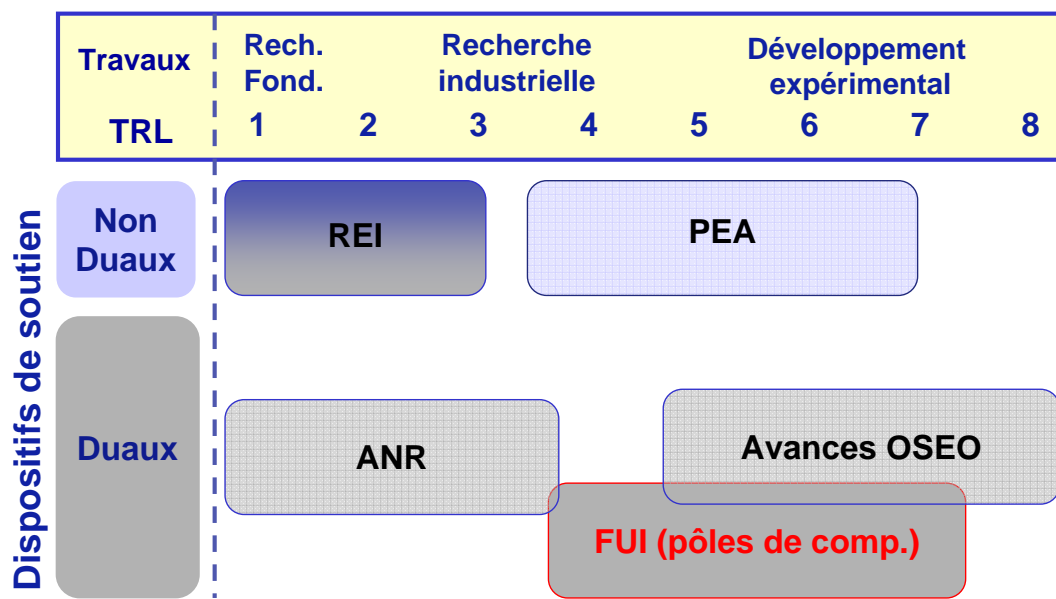 Travaux
Rech.
Fond.
Recherche
industrielle
Développement
expérimental
TRL
1 2 3 4 5 6 7 8
Dispositifs de soutien
Non
Duaux
REI
PEA
Duaux
ANR
Avances OSEO
FUI (pôles de comp.)